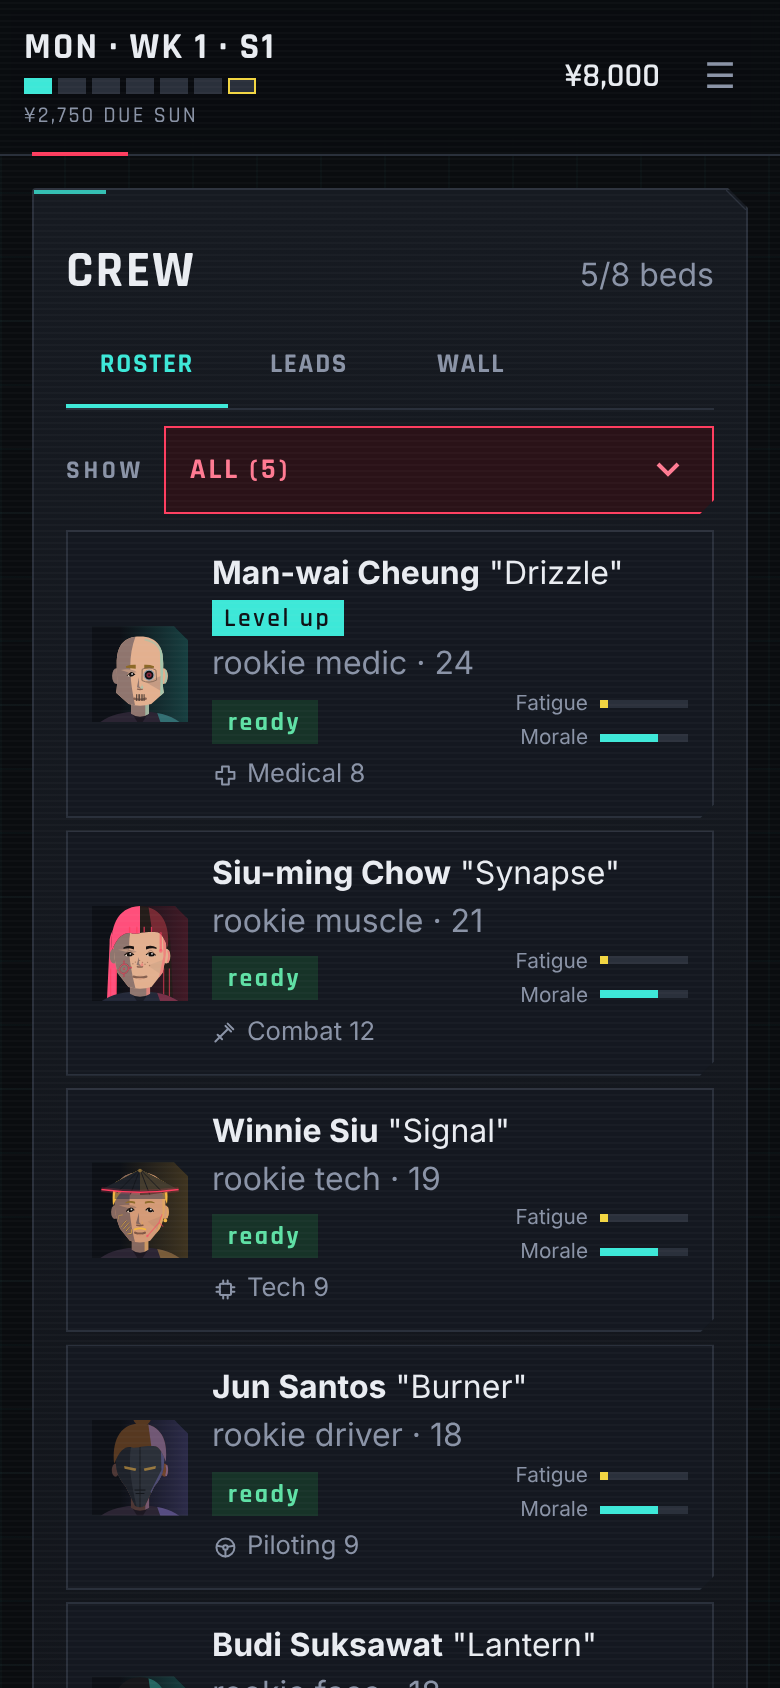 MON · WK 1 · S1
¥8,000
¥2,750 DUE SUN
CREW
5/8 beds
ROSTER LEADS WALL
SHOW ALL (5)
Man-wai Cheung "Drizzle"
Level up
rookie medic · 24
ready
Fatigue
Morale
Medical 8
Siu-ming Chow "Synapse"
rookie muscle · 21
ready
Fatigue
Morale
Combat 12
Winnie Siu "Signal"
rookie tech · 19
ready
Fatigue
Morale
Tech 9
Jun Santos "Burner"
rookie driver · 18
ready
Fatigue
Morale
Piloting 9
Budi Suksawat "Lantern"
rookie face